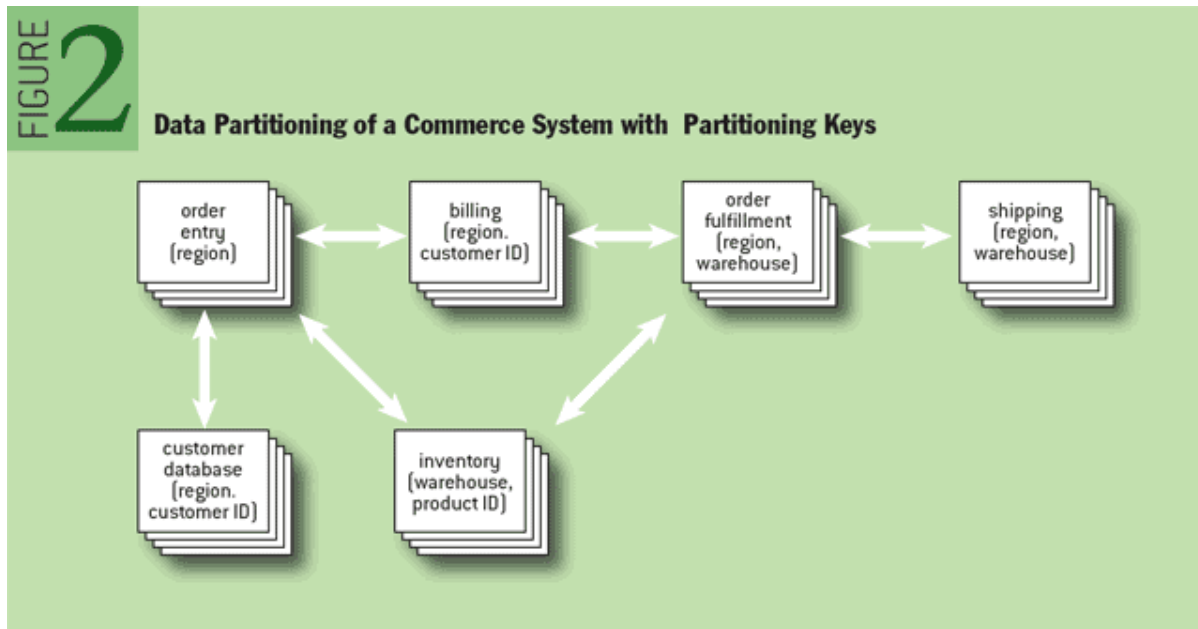 FIGURE
2
Data Partitioning of a Commerce System with Partitioning Keys
order
entry
(region)
billing
(region.
customer ID)
order
fulfillment
(region,
warehouse)
shipping
(region,
warehouse)
customer
database
(region.
customer ID)
inventory
(warehouse,
product ID)